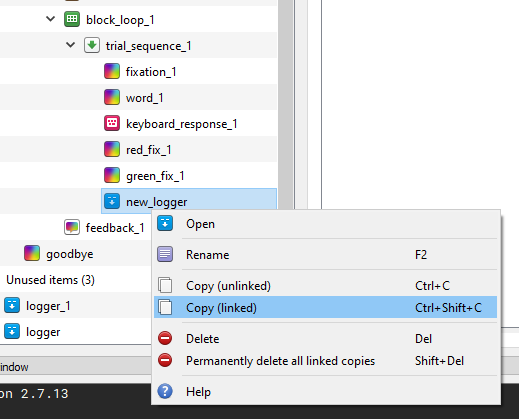 block_loop_1
trial_sequence_1
fixation_1
word_1
keyboard_response_1
red_fix_1
green_fix_1
new_logger
feedback_1
goodbye
Unused items (3)
logger_1
logger
indow
on 2.7.13
Open
Rename F2
Copy (unlinked) Ctrl+C
Copy (linked) Ctrl+Shift+C
Delete Del
Permanently delete all linked copies Shift+Del
Help